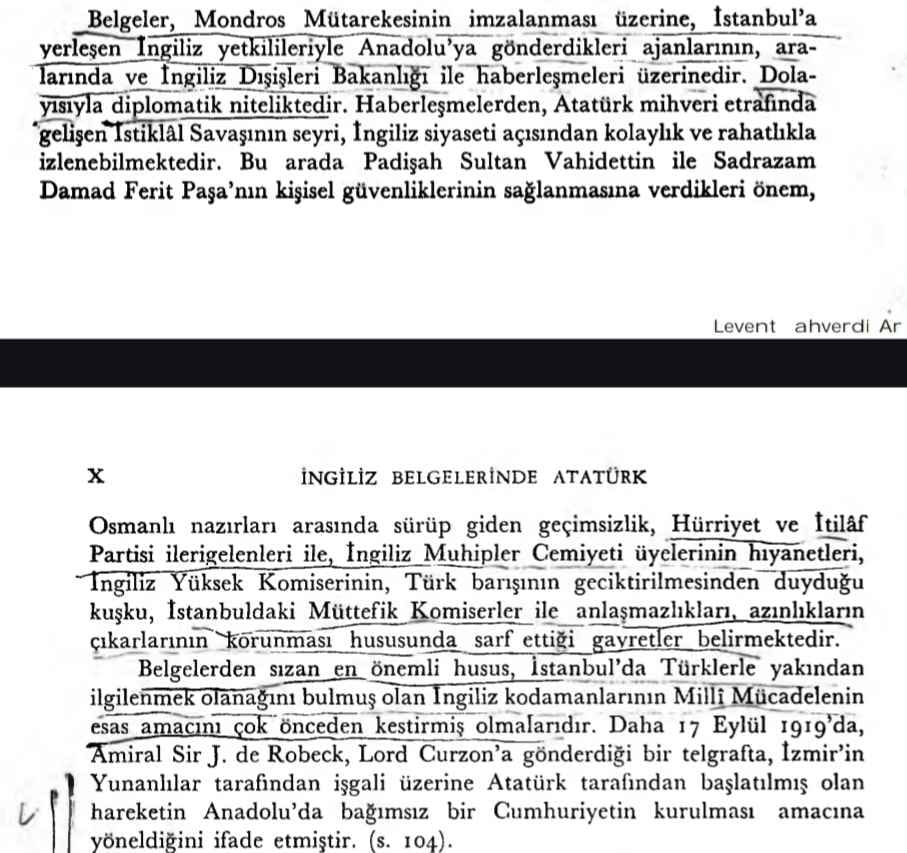 Belgeler, Mondros Mütarekesinin imzalanması üzerine, İstanbul'a
yerleşen İngiliz yetkilileriyle Anadolu'ya gönderdikleri ajanlarının, ara-
larında ve İngiliz Dışişleri Bakanlığı ile haberleşmeleri üzerinedir. Dola-
yısıyla diplomatik niteliktedir. Haberleşmelerden, Atatürk mihveri etrafında
gelişen İstiklâl Savaşının seyri, İngiliz siyaseti açısından kolaylık ve rahatlıkla
izlenebilmektedir. Bu arada Padişah Sultan Vahidettin ile Sadrazam
Damad Ferit Paşa'nın kişisel güvenliklerinin sağlanmasına verdikleri önem,
Levent ahverdi Ar
X İNGİLİZ BELGELERİNDE ATATÜRK
Osmanlı nazırları arasında sürüp giden geçimsizlik, Hürriyet ve İtilâf
Partisi ilerigelenleri ile, İngiliz Muhipler Cemiyeti üyelerinin hıyanetleri,
İngiliz Yüksek Komiserinin, Türk barışının geciktirilmesinden duyduğu
kuşku, İstanbuldaki Müttefik Komiserler ile anlaşmazlıkları, azınlıkların
çıkarlarının korunması hususunda sarf ettiği gayretler belirmektedir.
Belgelerden sızan en önemli husus, İstanbul'da Türklerle yakından
ilgilenmek olanağını bulmuş olan İngiliz kodamanlarının Millî Mücadelenin
esas amacını çok önceden kestirmiş olmalarıdır. Daha 17 Eylül 1919'da,
Amiral Sir J. de Robeck, Lord Curzon'a gönderdiği bir telgrafta, İzmir'in
Yunanlılar tarafından işgali üzerine Atatürk tarafından başlatılmış olan
hareketin Anadolu'da bağımsız bir Cumhuriyetin kurulması amacına
yöneldiğini ifade etmiştir. (s. 104).